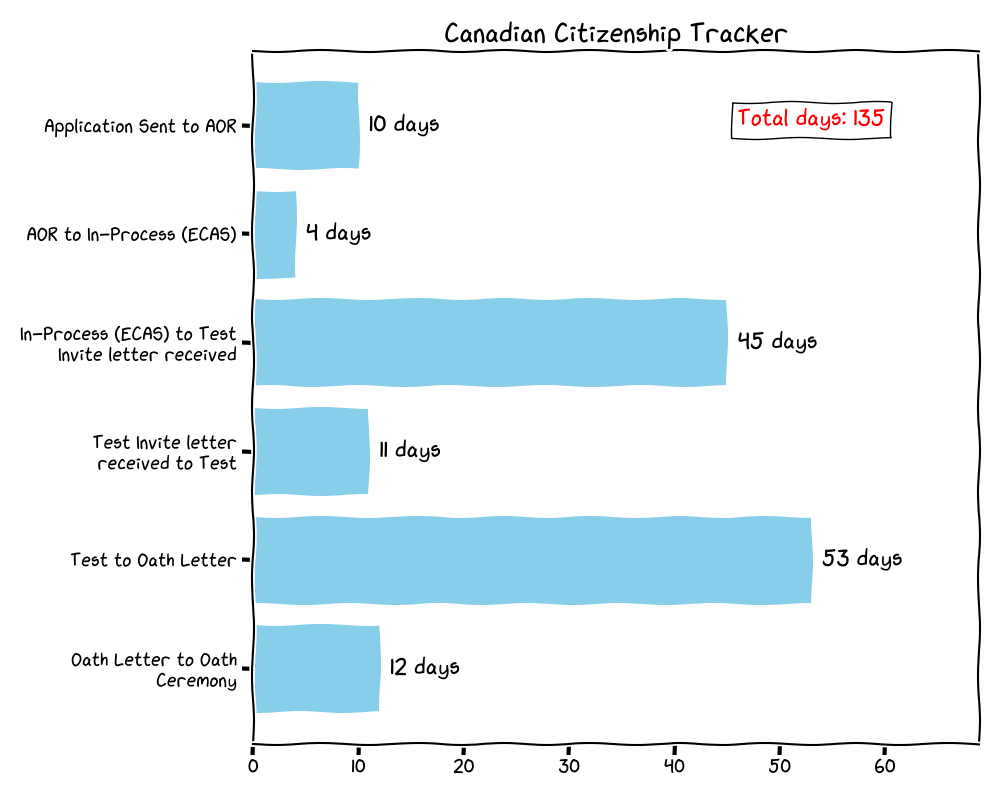 Canadian Citizenship Tracker
Application Sent to AOR
10 days
Total days: 135
AOR to In-Process (ECAS)
4 days
In-Process (ECAS) to Test
Invite letter received
45 days
Test Invite letter
received to Test
11 days
Test to Oath Letter
53 days
Oath Letter to Oath
Ceremony
12 days
0 10 20 30 40 50 60